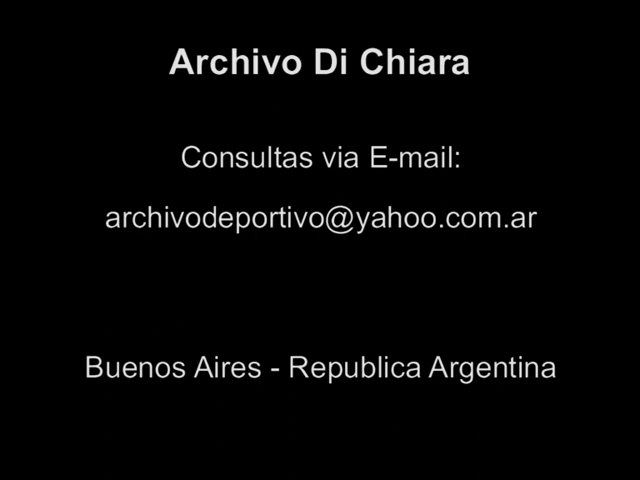 Archivo Di Chiara
Consultas via E-mail:
archivodeportivo@yahoo.com.ar
Buenos Aires - Republica Argentina